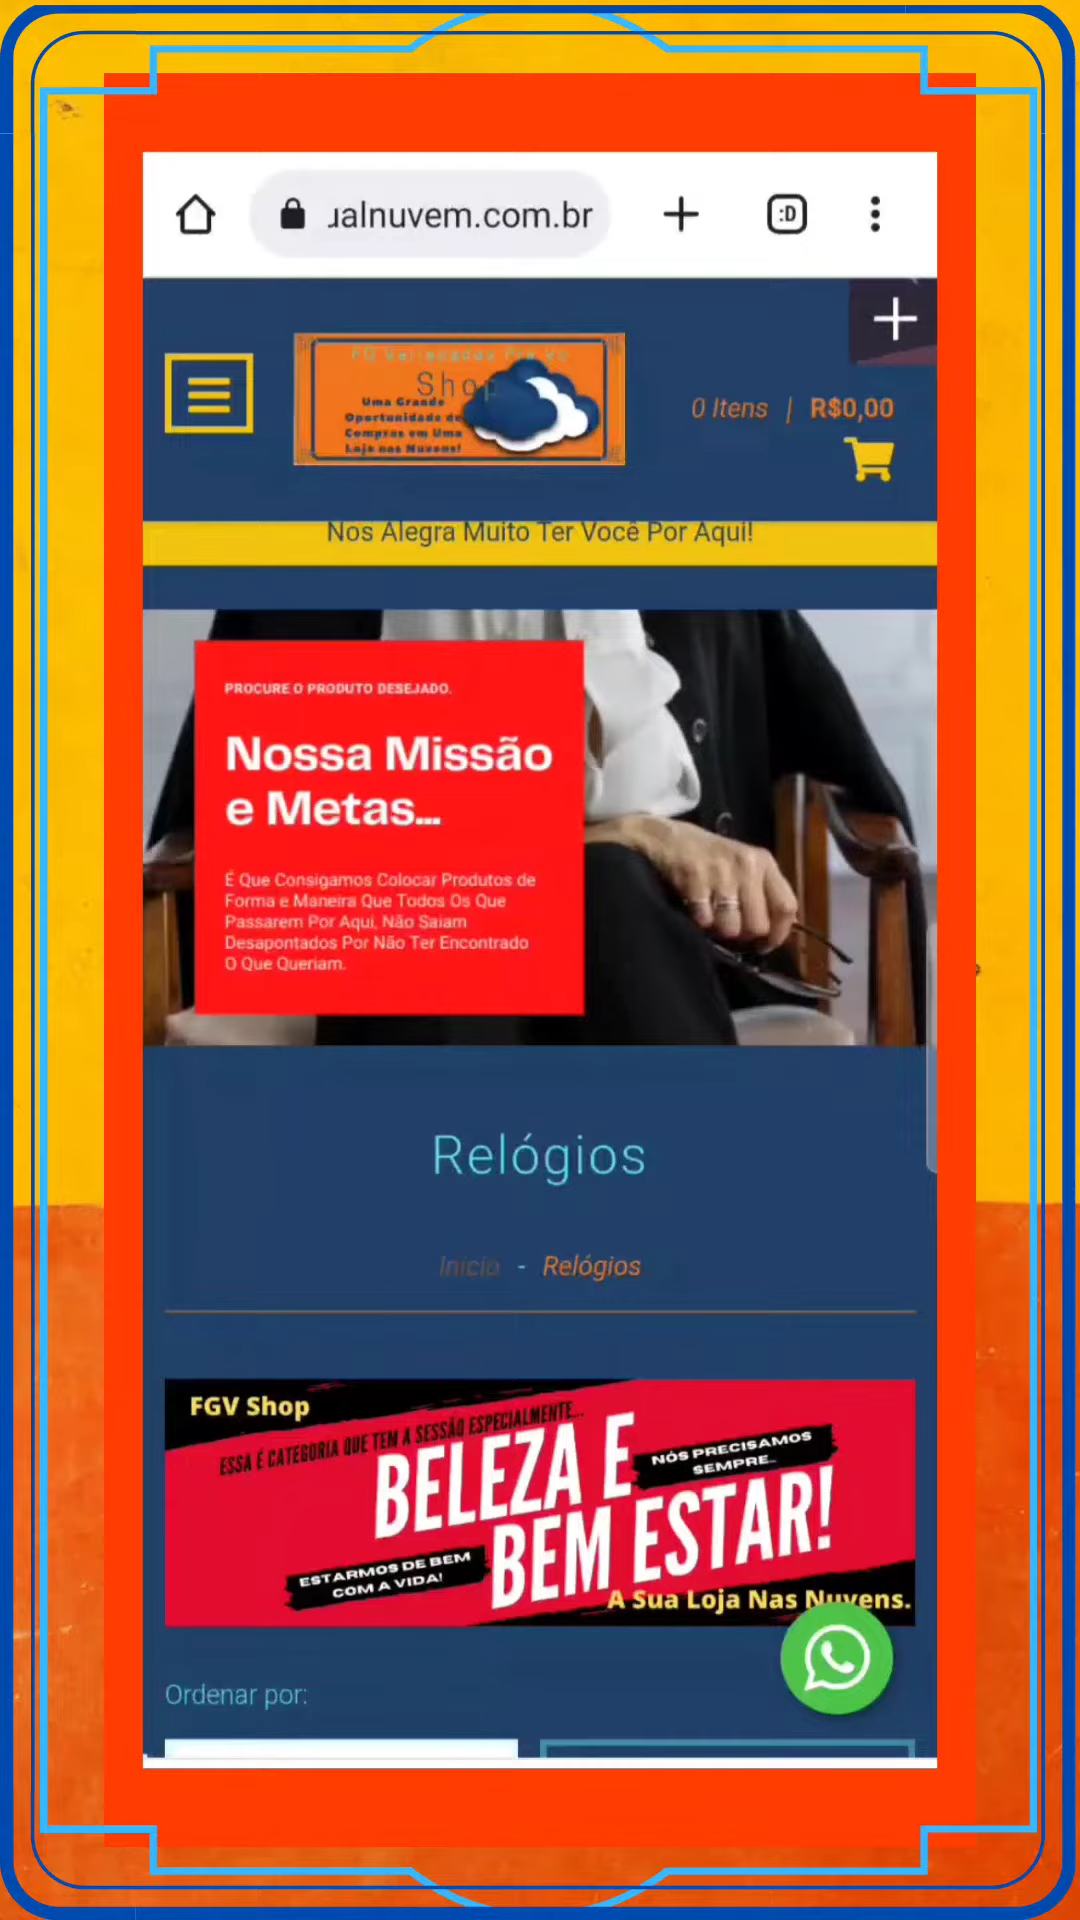 ualnuvem.com.br
:D
Shop
Uma Grande
Oportunidade de
Compras em Uma
Loja nas Nuvens!
0 Itens | R$0,00
Nos Alegra Muito Ter Você Por Aqui!
PROCURE O PRODUTO DESEJADO.
Nossa Missão
e Metas...
É Que Consigamos Colocar Produtos de
Forma e Maneira Que Todos Os Que
Passarem Por Aqui, Não Saiam
Desapontados Por Não Ter Encontrado
O Que Queriam.
Relógios
Início - Relógios
FGV Shop
ESSA É CATEGORIA QUE TEM A SESSÃO ESPECIALMENTE...
BELEZA E
NÓS PRECISAMOS
SEMPRE...
BEM ESTAR!
ESTARMOS DE BEM
COM A VIDA!
A Sua Loja Nas Nuvens.
Ordenar por: